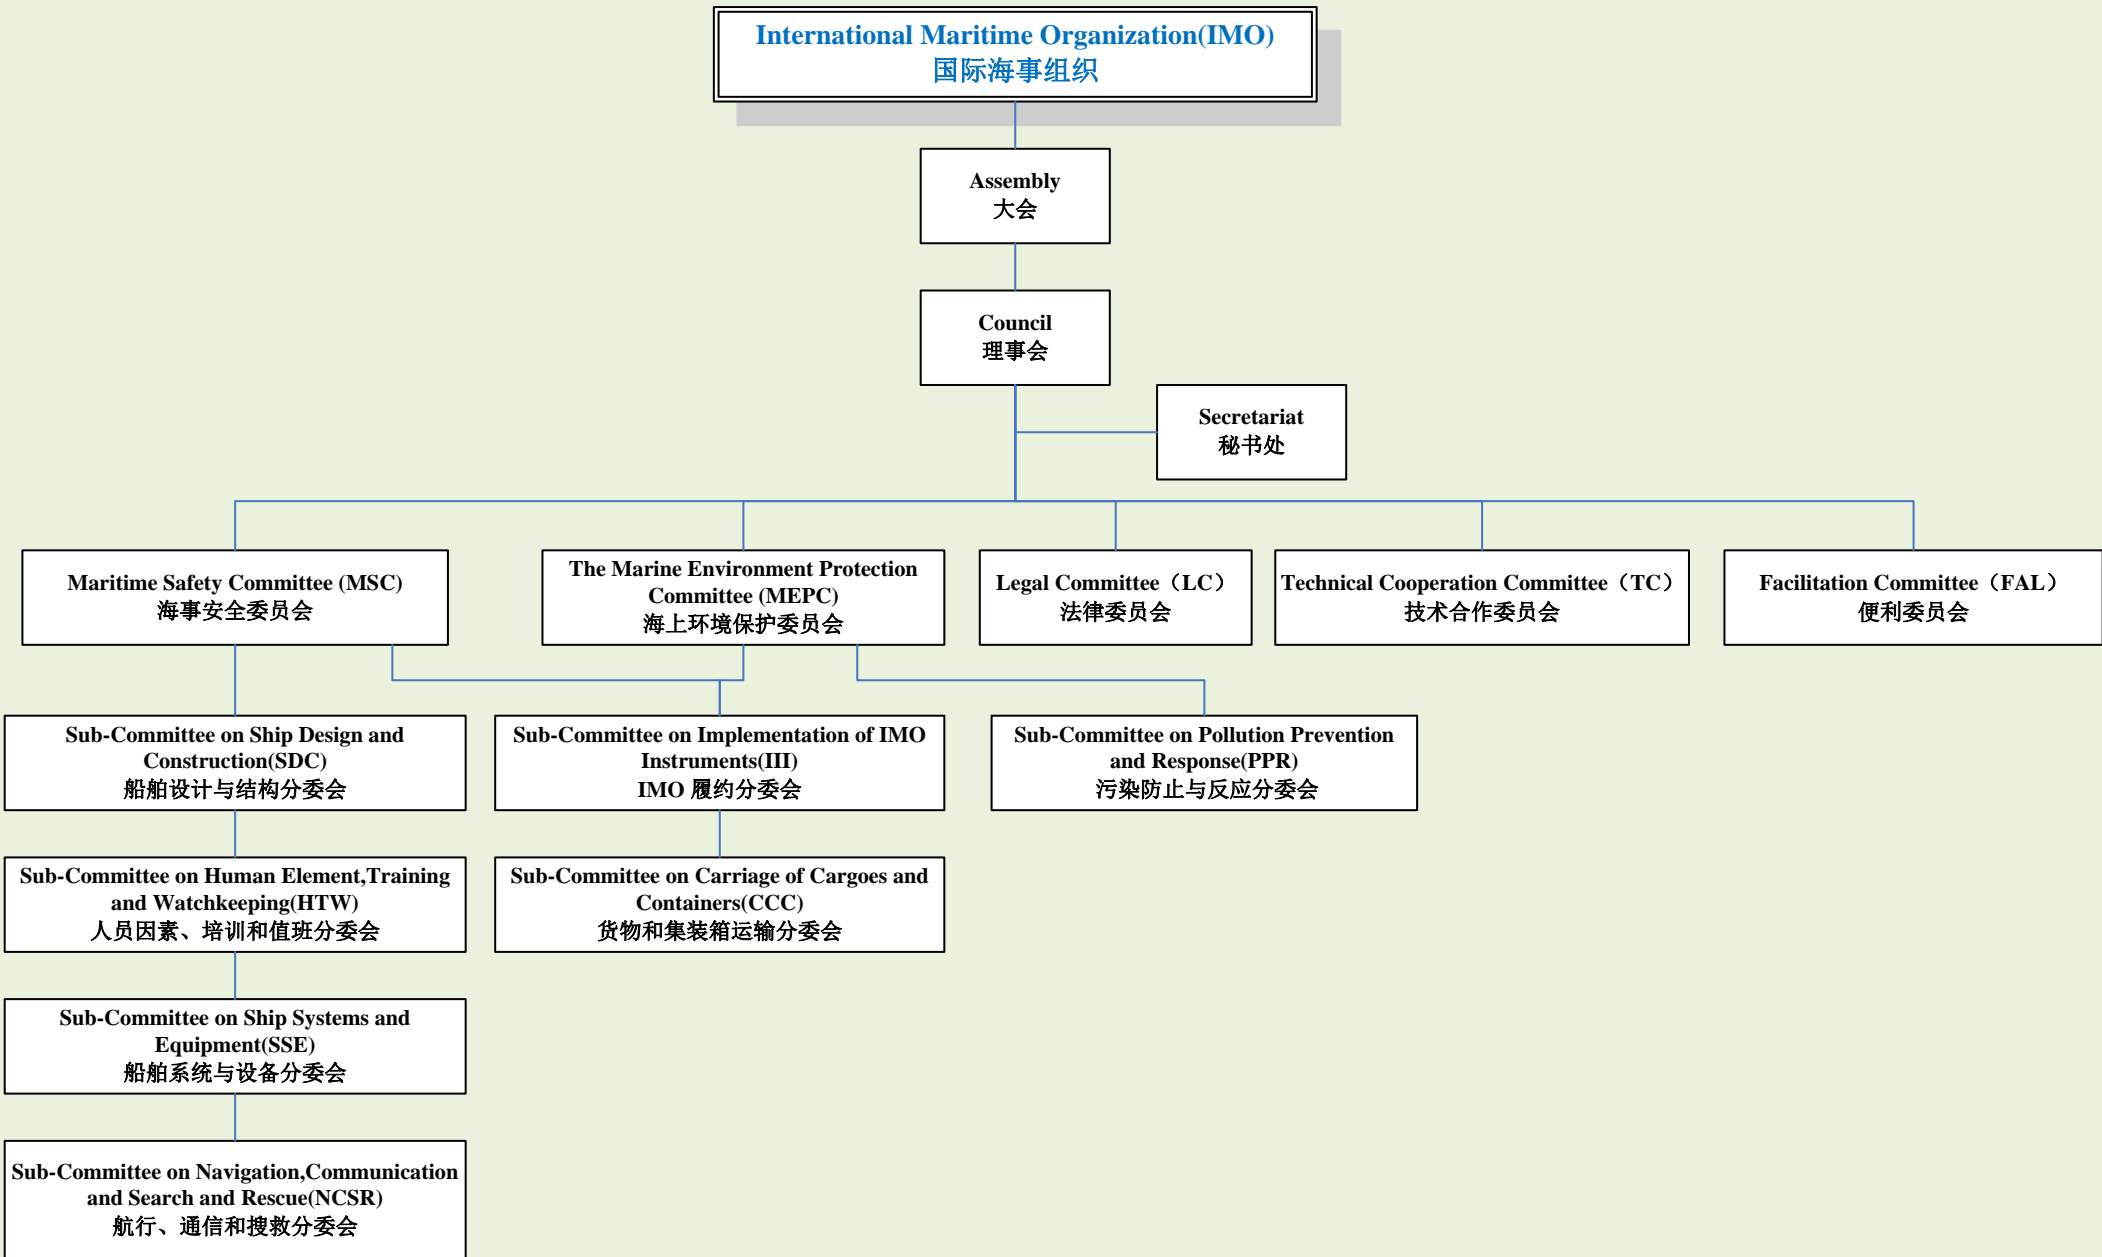 International Maritime Organization(IMO)
国际海事组织
Assembly
大会
Council
理事会
Secretariat
秘书处
Maritime Safety Committee (MSC)
海事安全委员会
The Marine Environment Protection
Committee (MEPC)
海上环境保护委员会
Legal Committee（LC）
法律委员会
Technical Cooperation Committee（TC）
技术合作委员会
Facilitation Committee（FAL）
便利委员会
Sub-Committee on Ship Design and
Construction(SDC)
船舶设计与结构分委会
Sub-Committee on Implementation of IMO
Instruments(III)
IMO 履约分委会
Sub-Committee on Pollution Prevention
and Response(PPR)
污染防止与反应分委会
Sub-Committee on Human Element,Training
and Watchkeeping(HTW)
人员因素、培训和值班分委会
Sub-Committee on Carriage of Cargoes and
Containers(CCC)
货物和集装箱运输分委会
Sub-Committee on Ship Systems and
Equipment(SSE)
船舶系统与设备分委会
Sub-Committee on Navigation,Communication
and Search and Rescue(NCSR)
航行、通信和搜救分委会